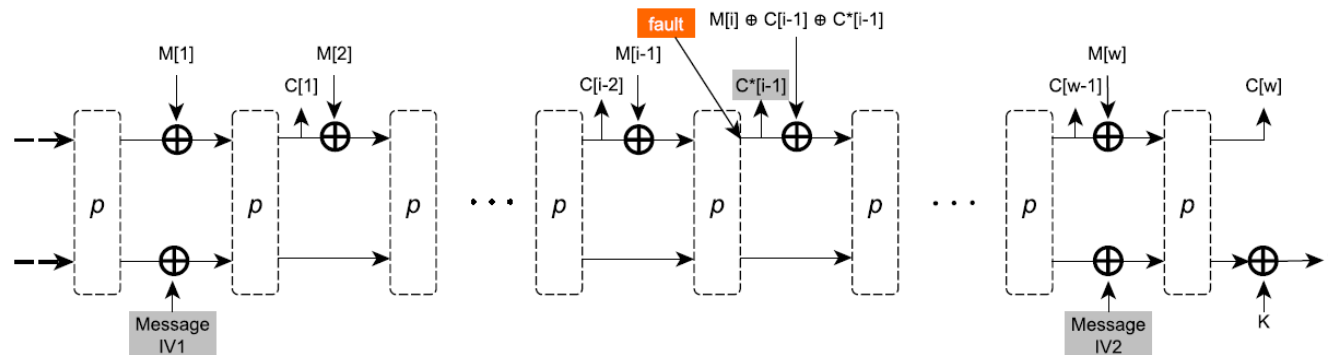 fault
M[i] ⊕ C[i-1] ⊕ C*[i-1]
M[1]
M[2]
M[i-1]
M[w]
C[1]
C[i-2]
C*[i-1]
C[w-1]
C[w]
p
p
p
• • •
p
p
p
• • •
p
p
Message
IV1
Message
IV2
K